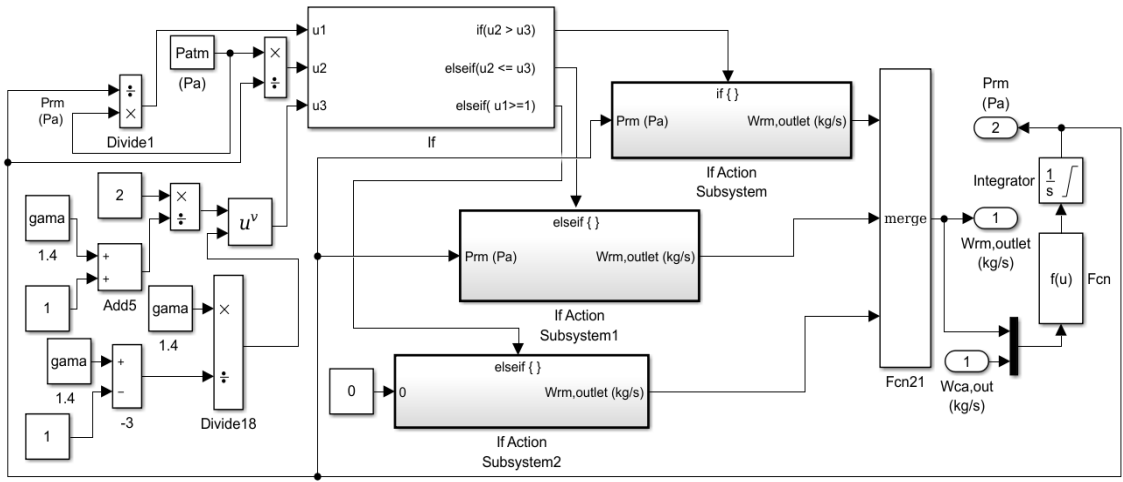 u1
if(u2 > u3)
Patm
×
÷
u2
elseif(u2 <= u3)
Prm
(Pa)
÷
×
(Pa)
u3
elseif( u1>=1)
Divide1
If
if { }
Prm (Pa)
Wrm,outlet (kg/s)
If Action
Subsystem
Prm
(Pa)
2
Integrator
1
s
2
×
÷
u^v
gama
1.4
+
+
Add5
1
elseif { }
Prm (Pa)
Wrm,outlet (kg/s)
If Action
Subsystem1
merge
1
Wrm,outlet
(kg/s)
f(u)
Fcn
gama
1.4
×
÷
Divide18
gama
1.4
+
−
-3
1
elseif { }
0
0
Wrm,outlet (kg/s)
If Action
Subsystem2
Fcn21
1
Wca,out
(kg/s)